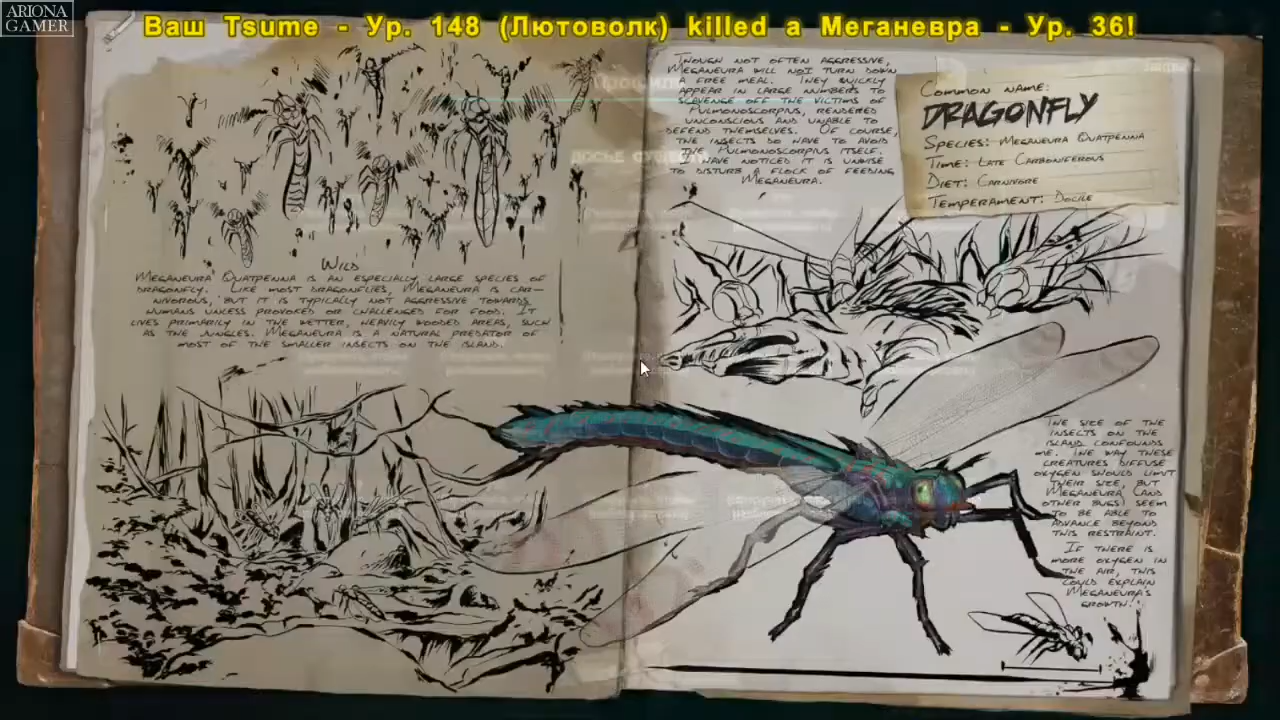 ARIONA
GAMER
Ваш Tsume - Ур. 148 (Лютоволк) killed a Меганевра - Ур. 36!
Wild
Meganeura Quatpenna is an especially large species of
dragonfly. Like most dragonflies, Meganeura is car—
nivorous, but it is typically not aggressive towards
humans unless provoked or challenged for food. It
lives primarily in the wetter, heavily wooded areas, such
as the jungles. Meganeura is a natural predator of
most of the smaller insects on the island.
Though not often aggressive,
Meganeura will not turn down
a free meal. They quickly
appear in large numbers to
scavenge off the victims of
Pulmonoscorpius, rendered
unconscious and unable to
defend themselves. Of course,
the insects do have to avoid
the Pulmonoscorpius itself.
I have noticed it is unwise
to disturb a flock of feeding
Meganeura.
Common name:
DRAGONFLY
Species: Meganeura Quatpenna
Time: Late Carboniferous
Diet: Carnivore
Temperament: Docile
The size of the
insects on the
island confounds
me. The way these
creatures diffuse
oxygen should limit
their size, but
Meganeura (and
other bugs) seem
to be able to
advance beyond
this restraint.
If there is
more oxygen in
the air, this
could explain
Meganeura's
growth!